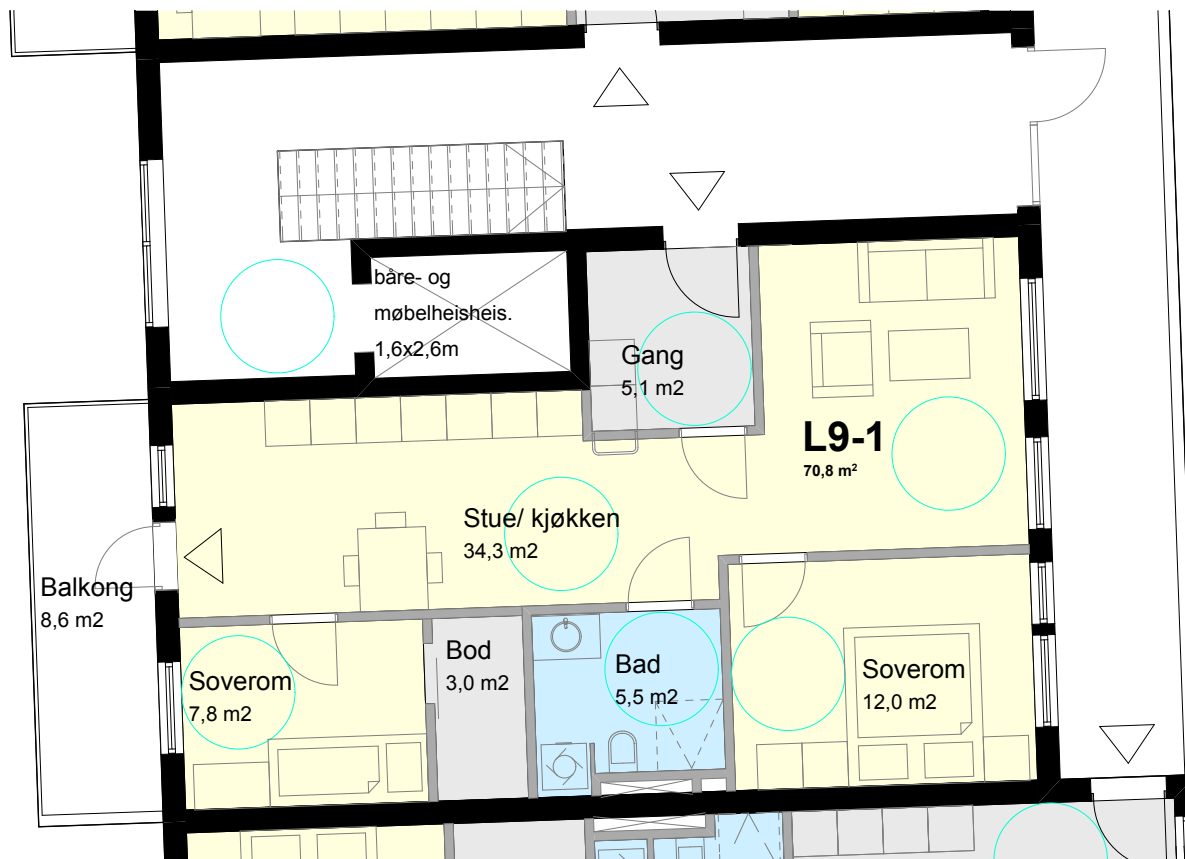 båre- og
møbelheisheis.
1,6x2,6m
Gang
5,1 m2
L9-1
70,8 m²
Stue/ kjøkken
34,3 m2
Balkong
8,6 m2
Soverom
7,8 m2
Bod
3,0 m2
Bad
5,5 m2
Soverom
12,0 m2